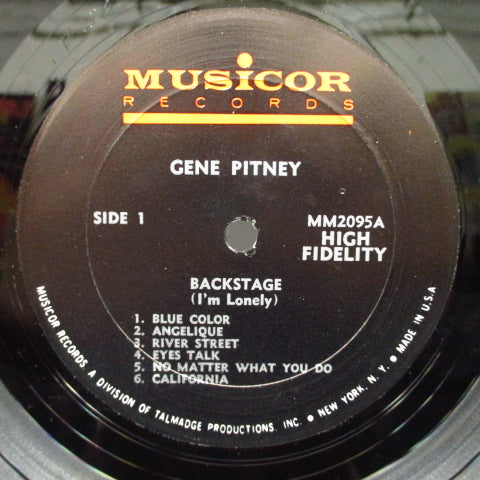 MUSICOR
RECORDS
GENE PITNEY
SIDE 1
MM2095A
HIGH
FIDELITY
BACKSTAGE
(I'm Lonely)
1. BLUE COLOR
2. ANGELIQUE
3. RIVER STREET
4. EYES TALK
5. NO MATTER WHAT YOU DO
6. CALIFORNIA
MUSICOR RECORDS, A DIVISION OF TALMADGE PRODUCTIONS, INC. • NEW YORK, N. Y. • MADE IN U.S.A